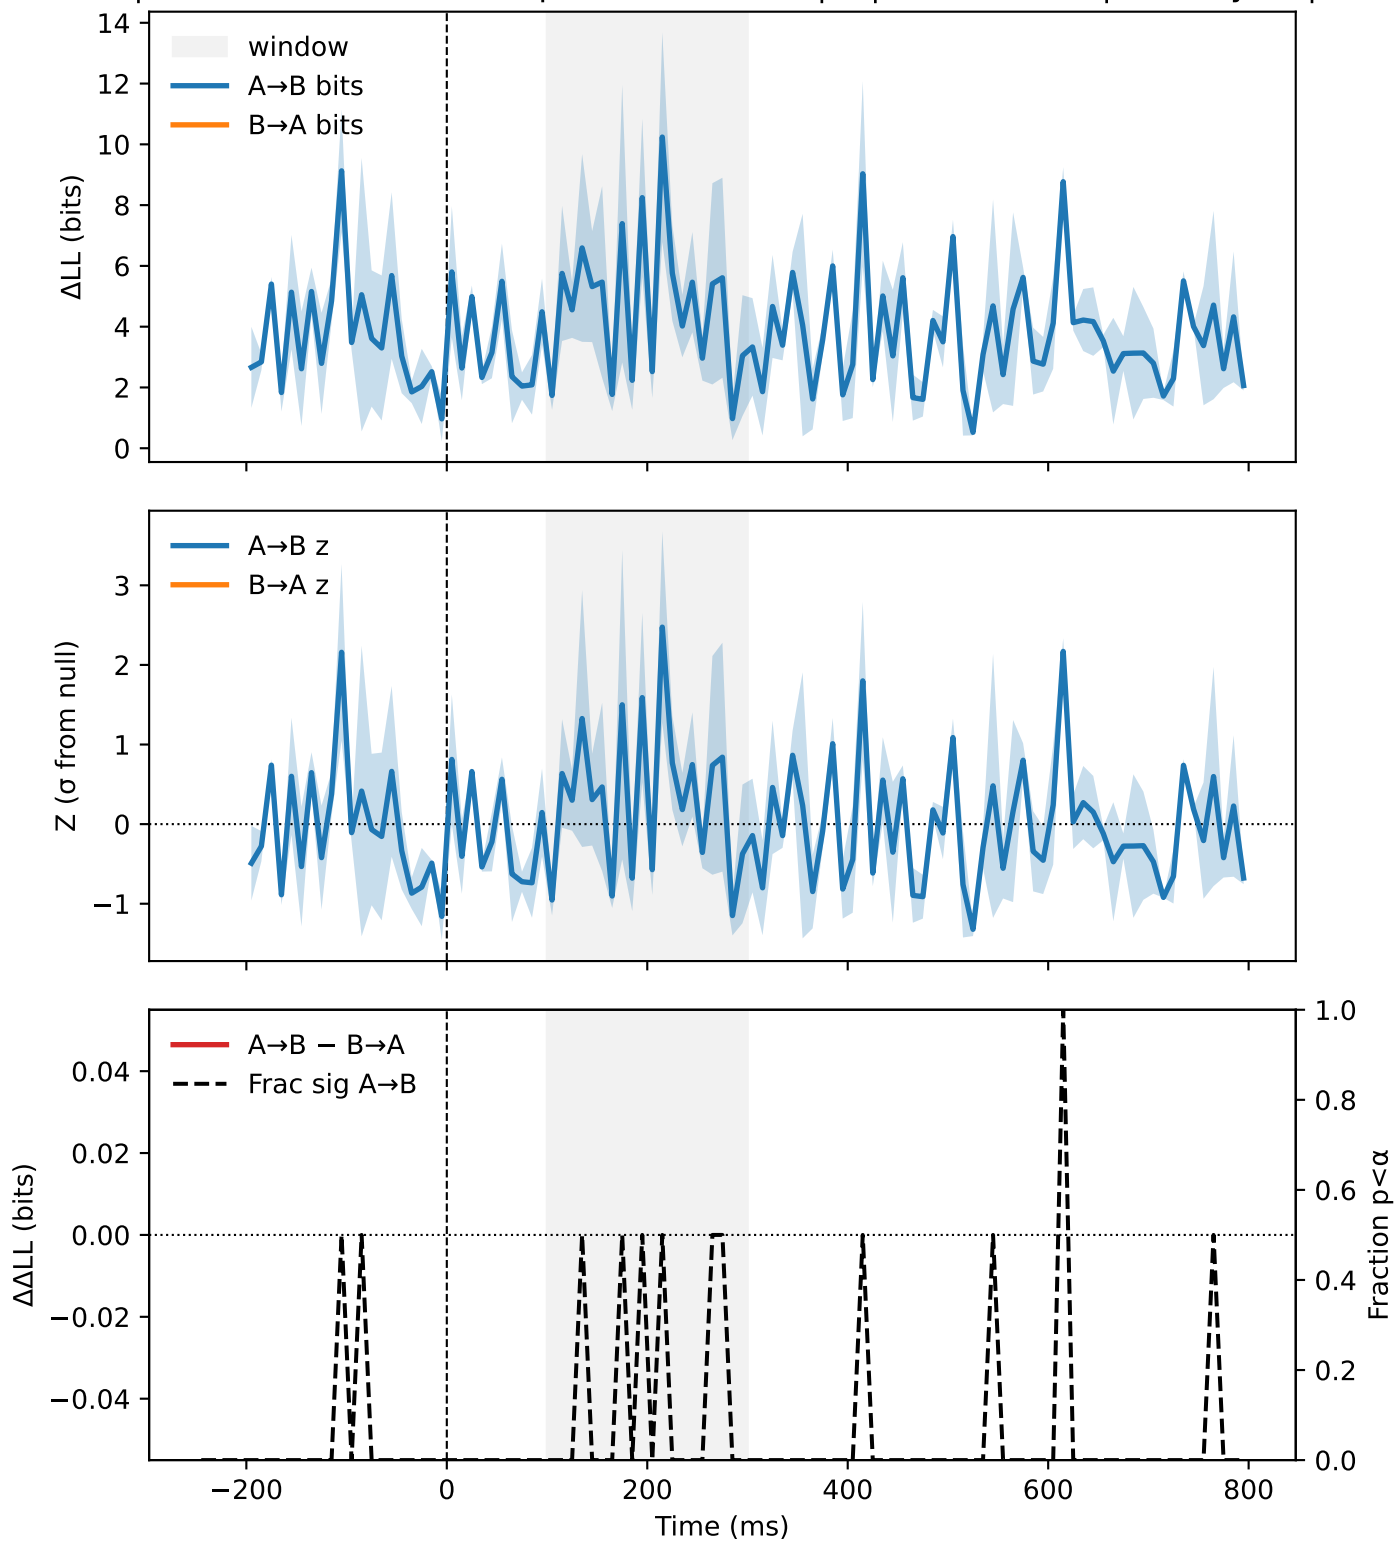 14
12
10
8
6
4
2
0
ΔLL (bits)
window
A→B bits
B→A bits
3
2
1
0
−1
Z (σ from null)
A→B z
B→A z
0.04
0.02
0.00
−0.02
−0.04
ΔΔLL (bits)
A→B − B→A
Frac sig A→B
1.0
0.8
0.6
0.4
0.2
0.0
Fraction p<α
−200
0
200
400
600
800
Time (ms)